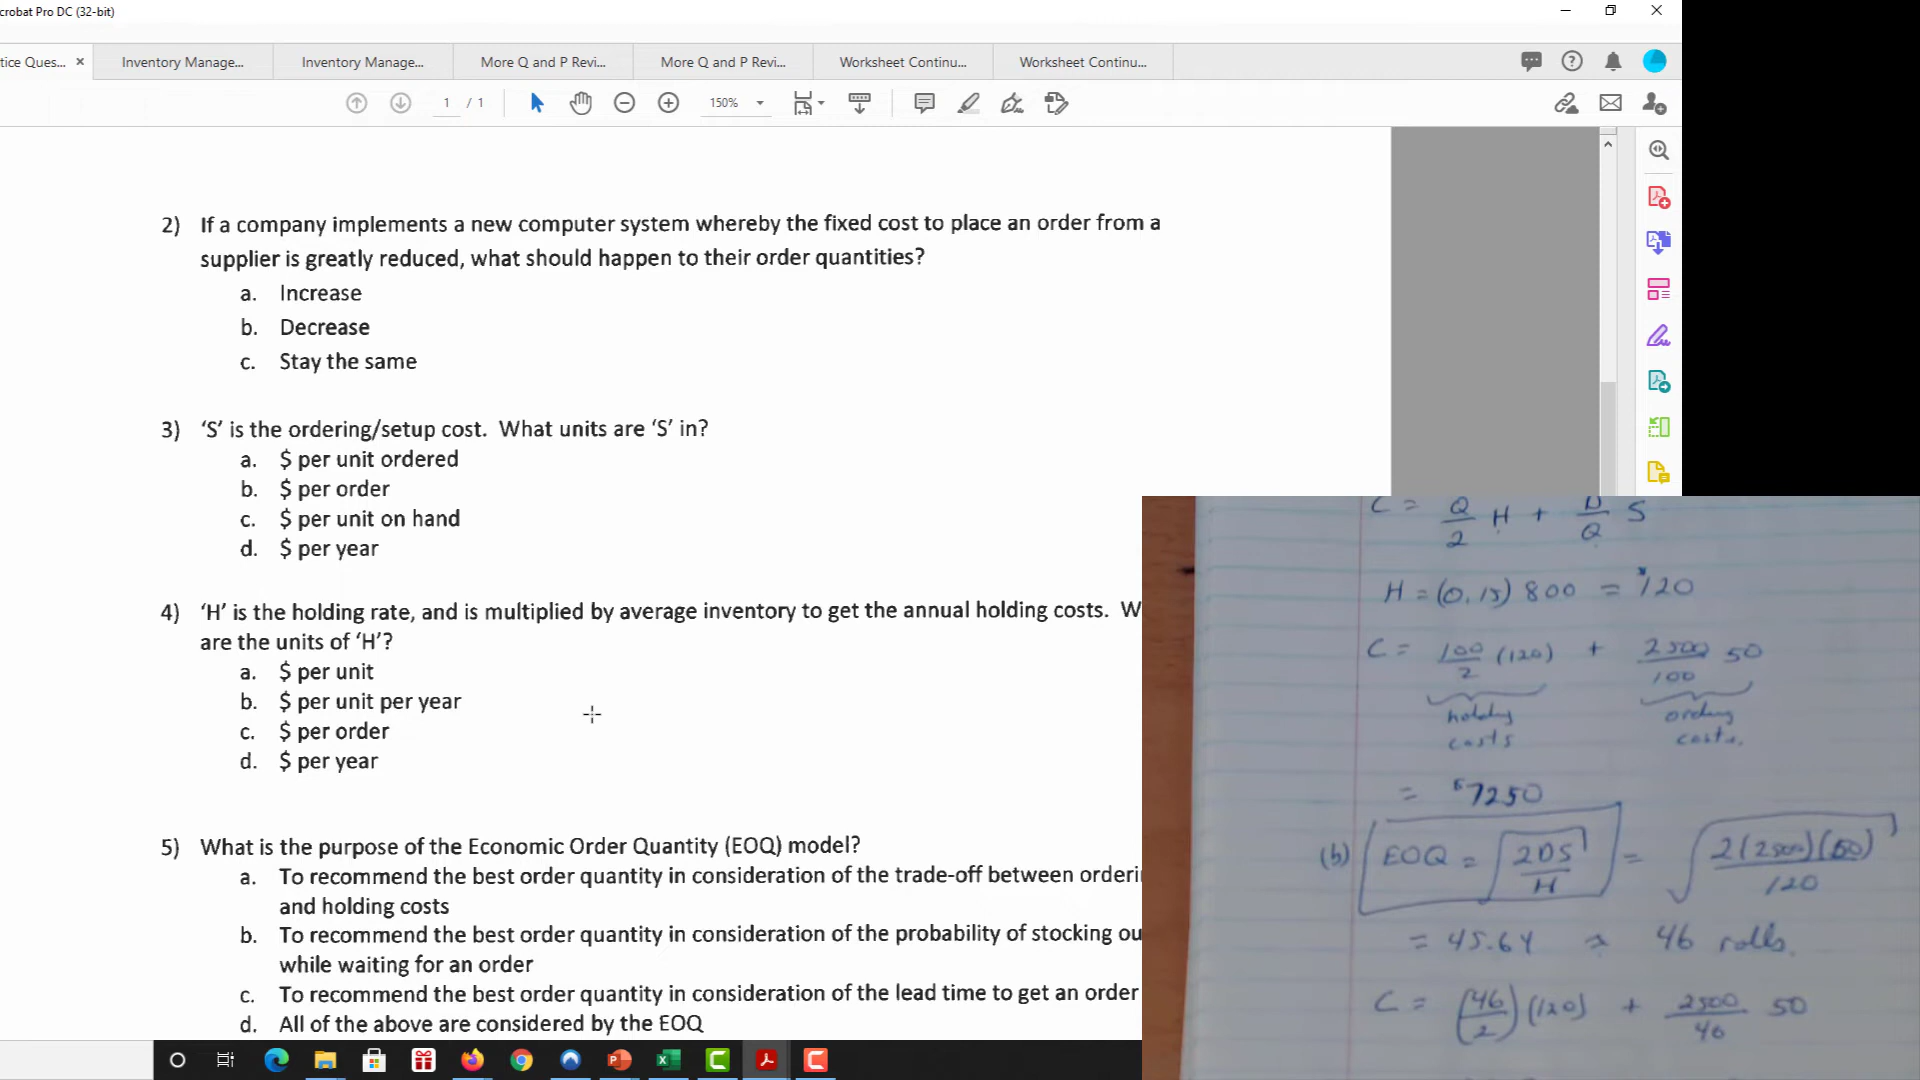 crobat Pro DC (32-bit)
tice Ques... Inventory Manage... Inventory Manage... More Q and P Revi... More Q and P Revi... Worksheet Continu... Worksheet Continu...
1 / 1 150%
2) If a company implements a new computer system whereby the fixed cost to place an order from a
supplier is greatly reduced, what should happen to their order quantities?
a. Increase
b. Decrease
c. Stay the same
3) ‘S’ is the ordering/setup cost. What units are ‘S’ in?
a. $ per unit ordered
b. $ per order
c. $ per unit on hand
d. $ per year
4) ‘H’ is the holding rate, and is multiplied by average inventory to get the annual holding costs. W
are the units of ‘H’?
a. $ per unit
b. $ per unit per year
c. $ per order
d. $ per year
5) What is the purpose of the Economic Order Quantity (EOQ) model?
a. To recommend the best order quantity in consideration of the trade-off between orderi
and holding costs
b. To recommend the best order quantity in consideration of the probability of stocking ou
while waiting for an order
c. To recommend the best order quantity in consideration of the lead time to get an order
d. All of the above are considered by the EOQ
C = Q/2 H + D/Q S
H = (0.15) 800 = $120
C = 100/2 (120) + 2500/100 50
holding costs ordering costs
= $7250
(b) EOQ = √(2DS/H) = √(2(2500)(50)/120)
= 45.64 ≈ 46 rolls.
C = (46/2)(120) + 2500/46 50